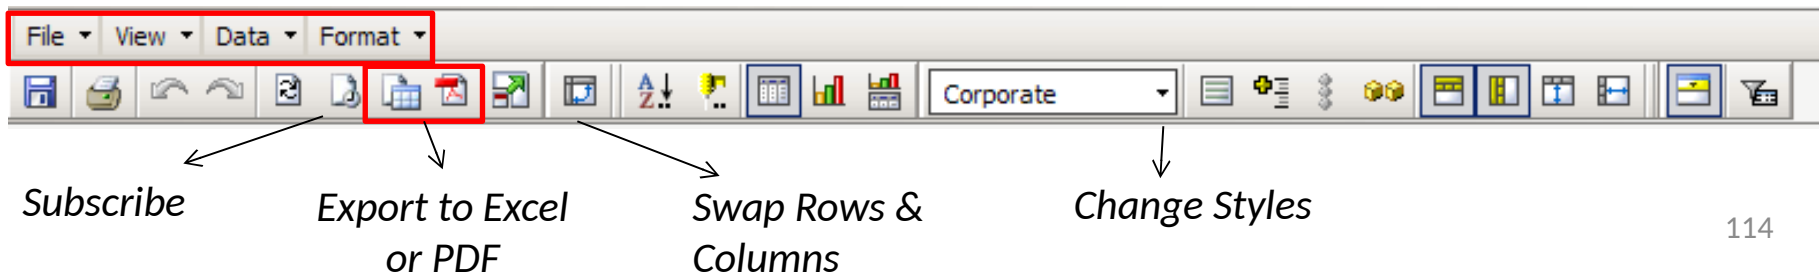 File View Data Format
A
Z
Corporate
Subscribe
Export to Excel
or PDF
Swap Rows &
Columns
Change Styles
114